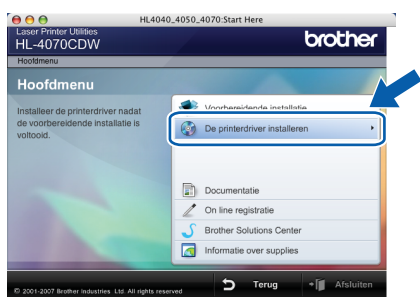 HL4040_4050_4070:Start Here
Laser Printer Utilities
HL-4070CDW
brother
Hoofdmenu
Hoofdmenu
Installeer de printerdriver nadat
de voorbereidende installatie is
voltooid.
Voorbereidende installatie
De printerdriver installeren
Documentatie
On line registratie
Brother Solutions Center
Informatie over supplies
© 2001-2007 Brother Industries Ltd All rights reserved
Terug
Afsluiten